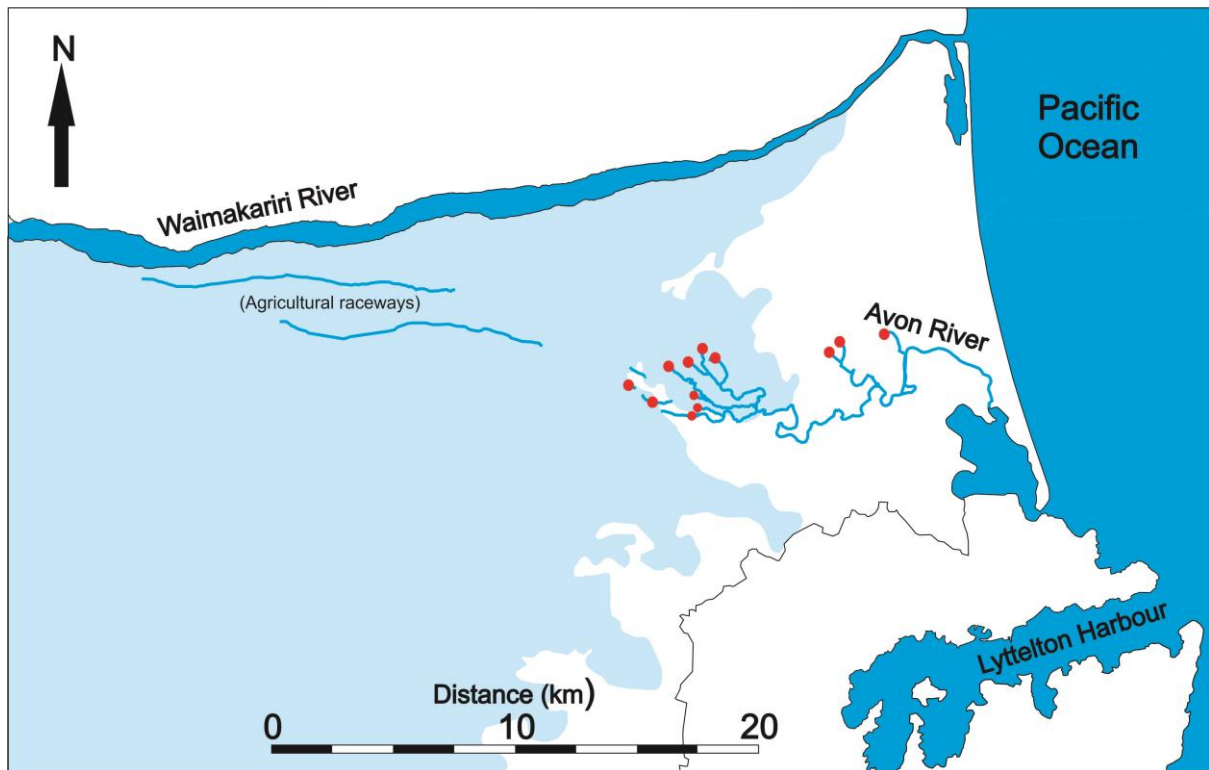 N
Pacific
Ocean
Waimakariri River
(Agricultural raceways)
Avon River
Lyttelton Harbour
Distance (km)
0 10 20